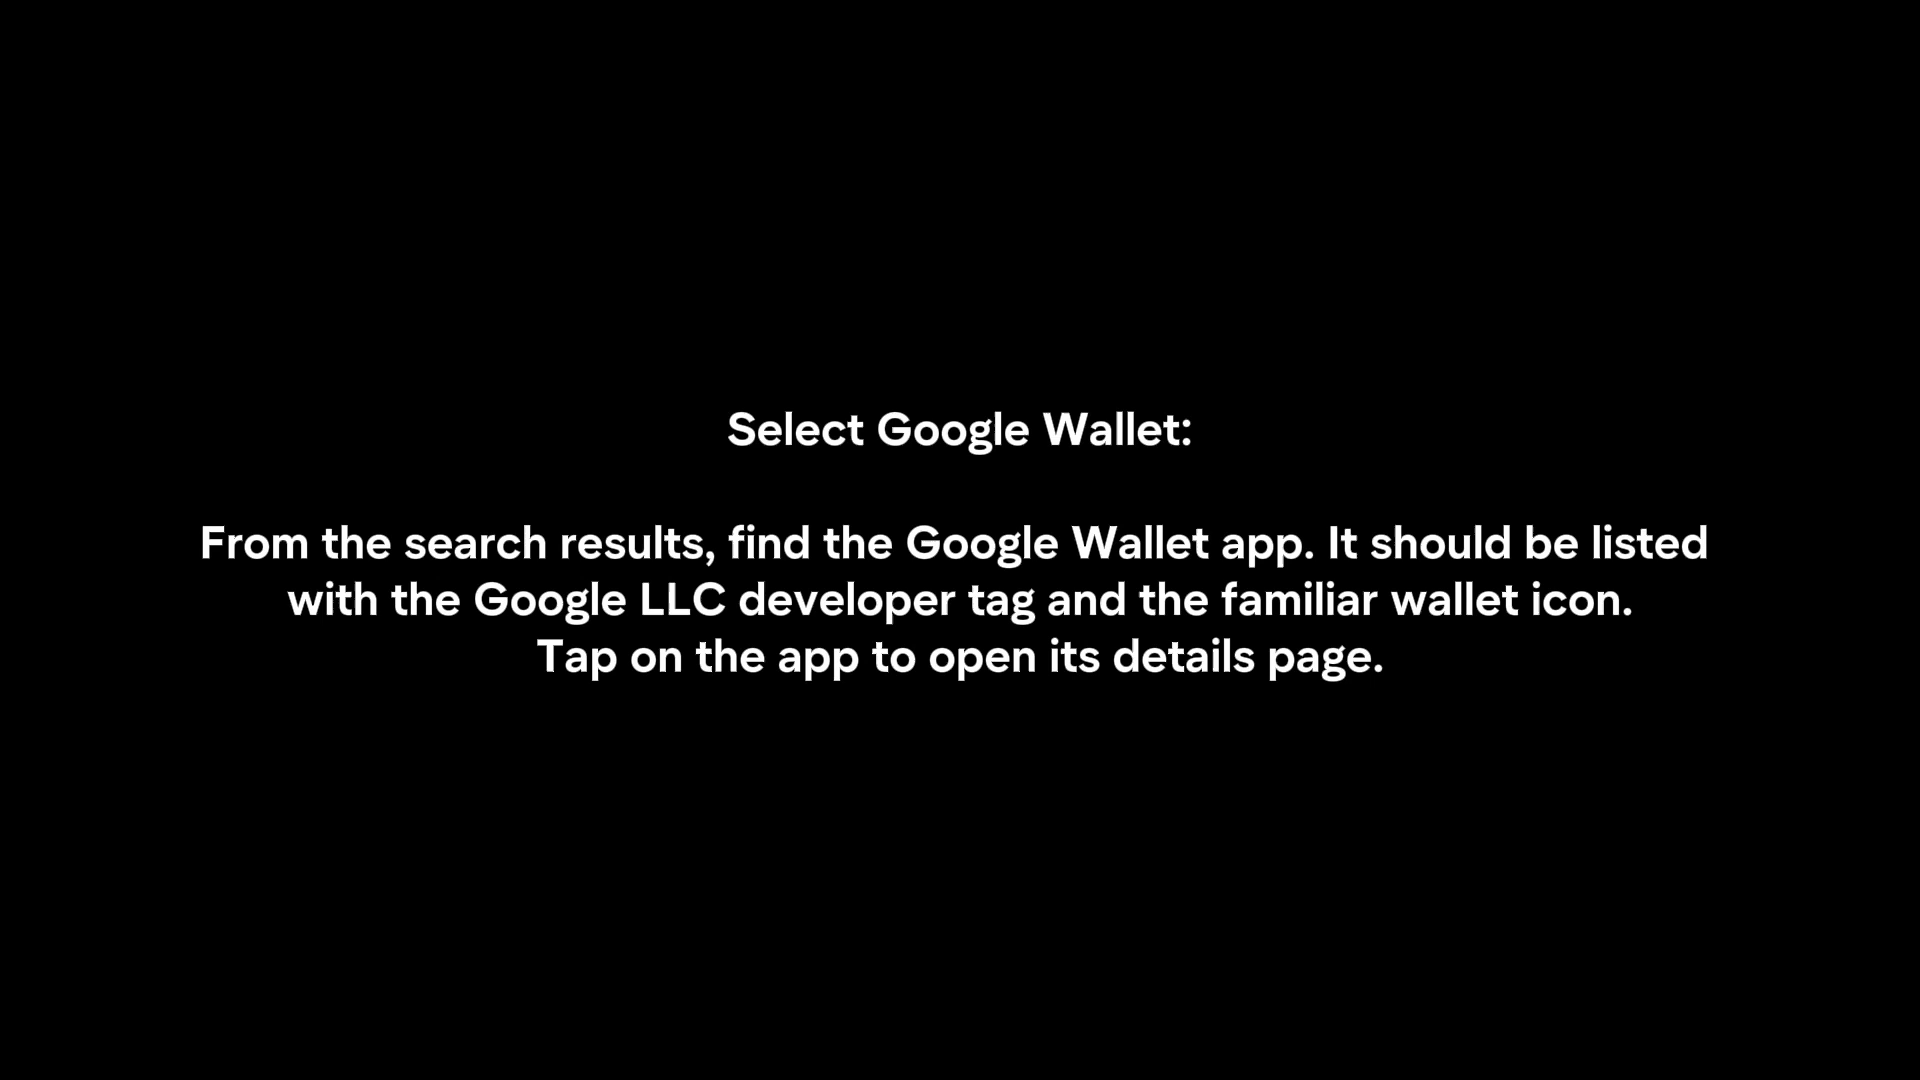 Select Google Wallet:
From the search results, find the Google Wallet app. It should be listed
with the Google LLC developer tag and the familiar wallet icon.
Tap on the app to open its details page.